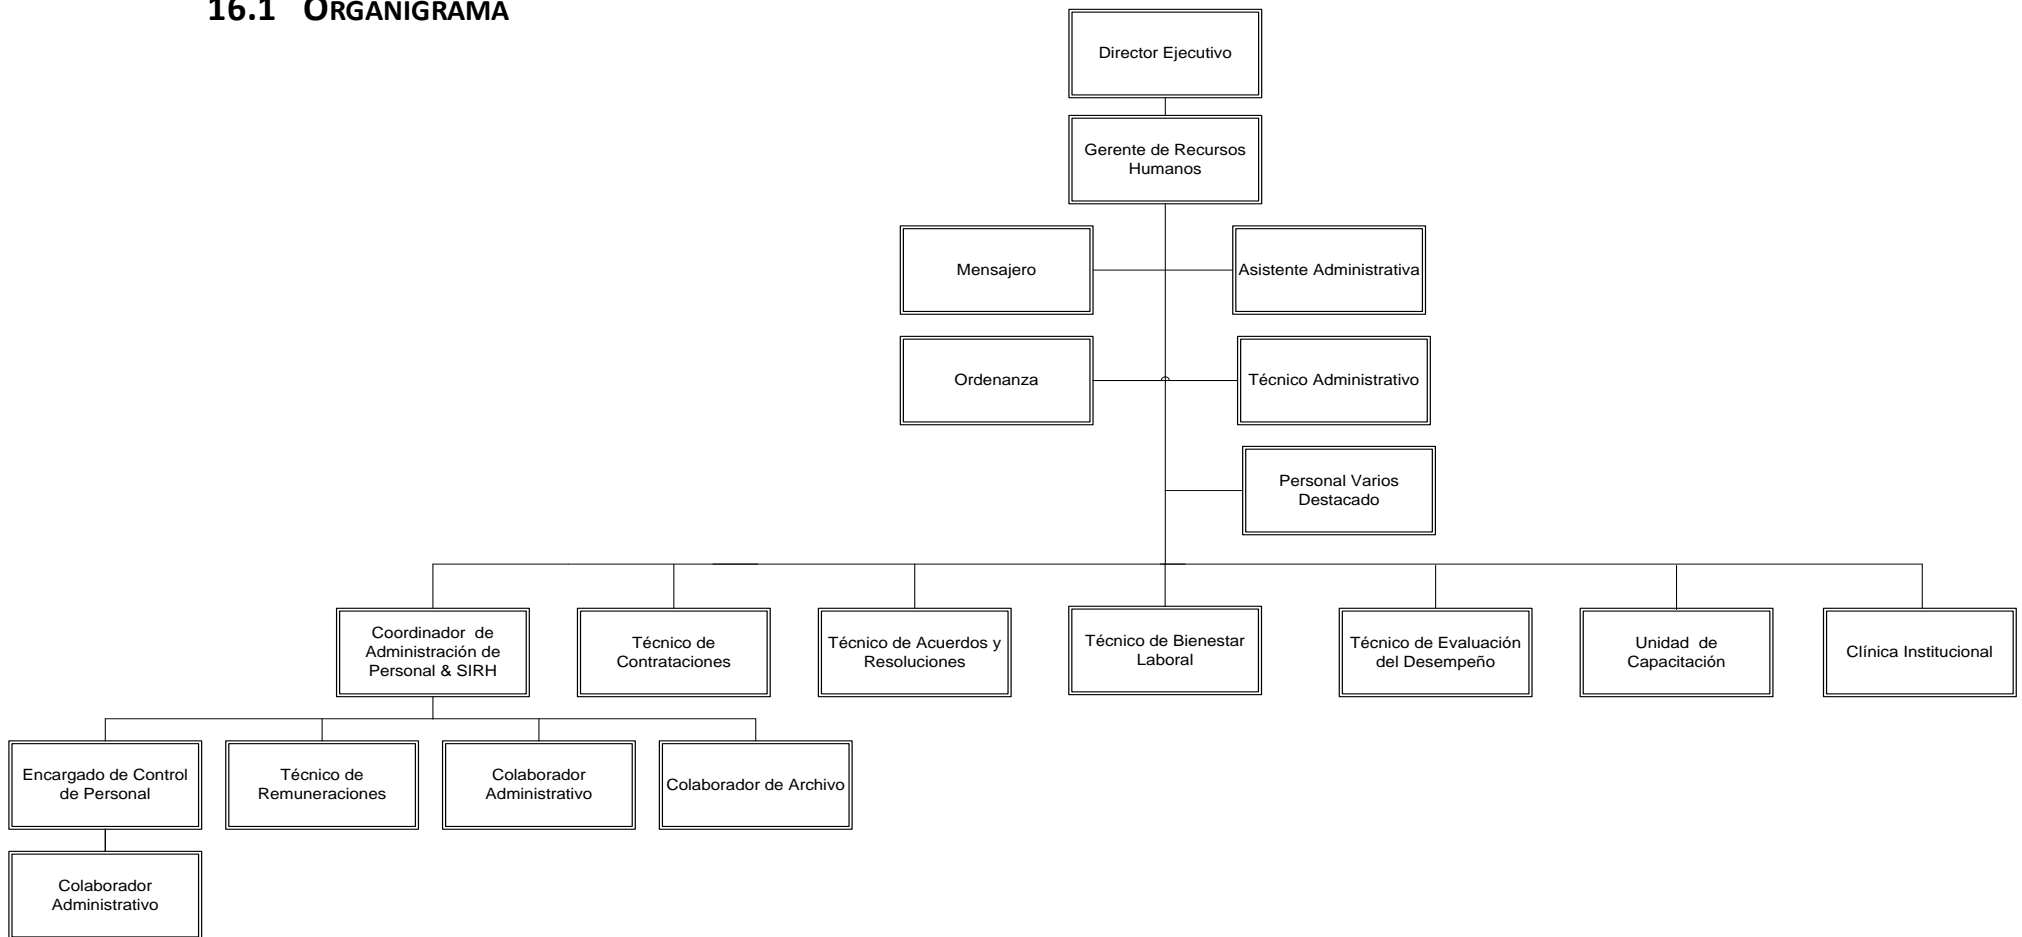 16.1 ORGANIGRAMA
Director Ejecutivo
Gerente de Recursos
Humanos
Mensajero
Asistente Administrativa
Ordenanza
Técnico Administrativo
Personal Varios
Destacado
Coordinador de
Administración de
Personal & SIRH
Técnico de
Contrataciones
Técnico de Acuerdos y
Resoluciones
Técnico de Bienestar
Laboral
Técnico de Evaluación
del Desempeño
Unidad de
Capacitación
Clínica Institucional
Encargado de Control
de Personal
Técnico de
Remuneraciones
Colaborador
Administrativo
Colaborador de Archivo
Colaborador
Administrativo